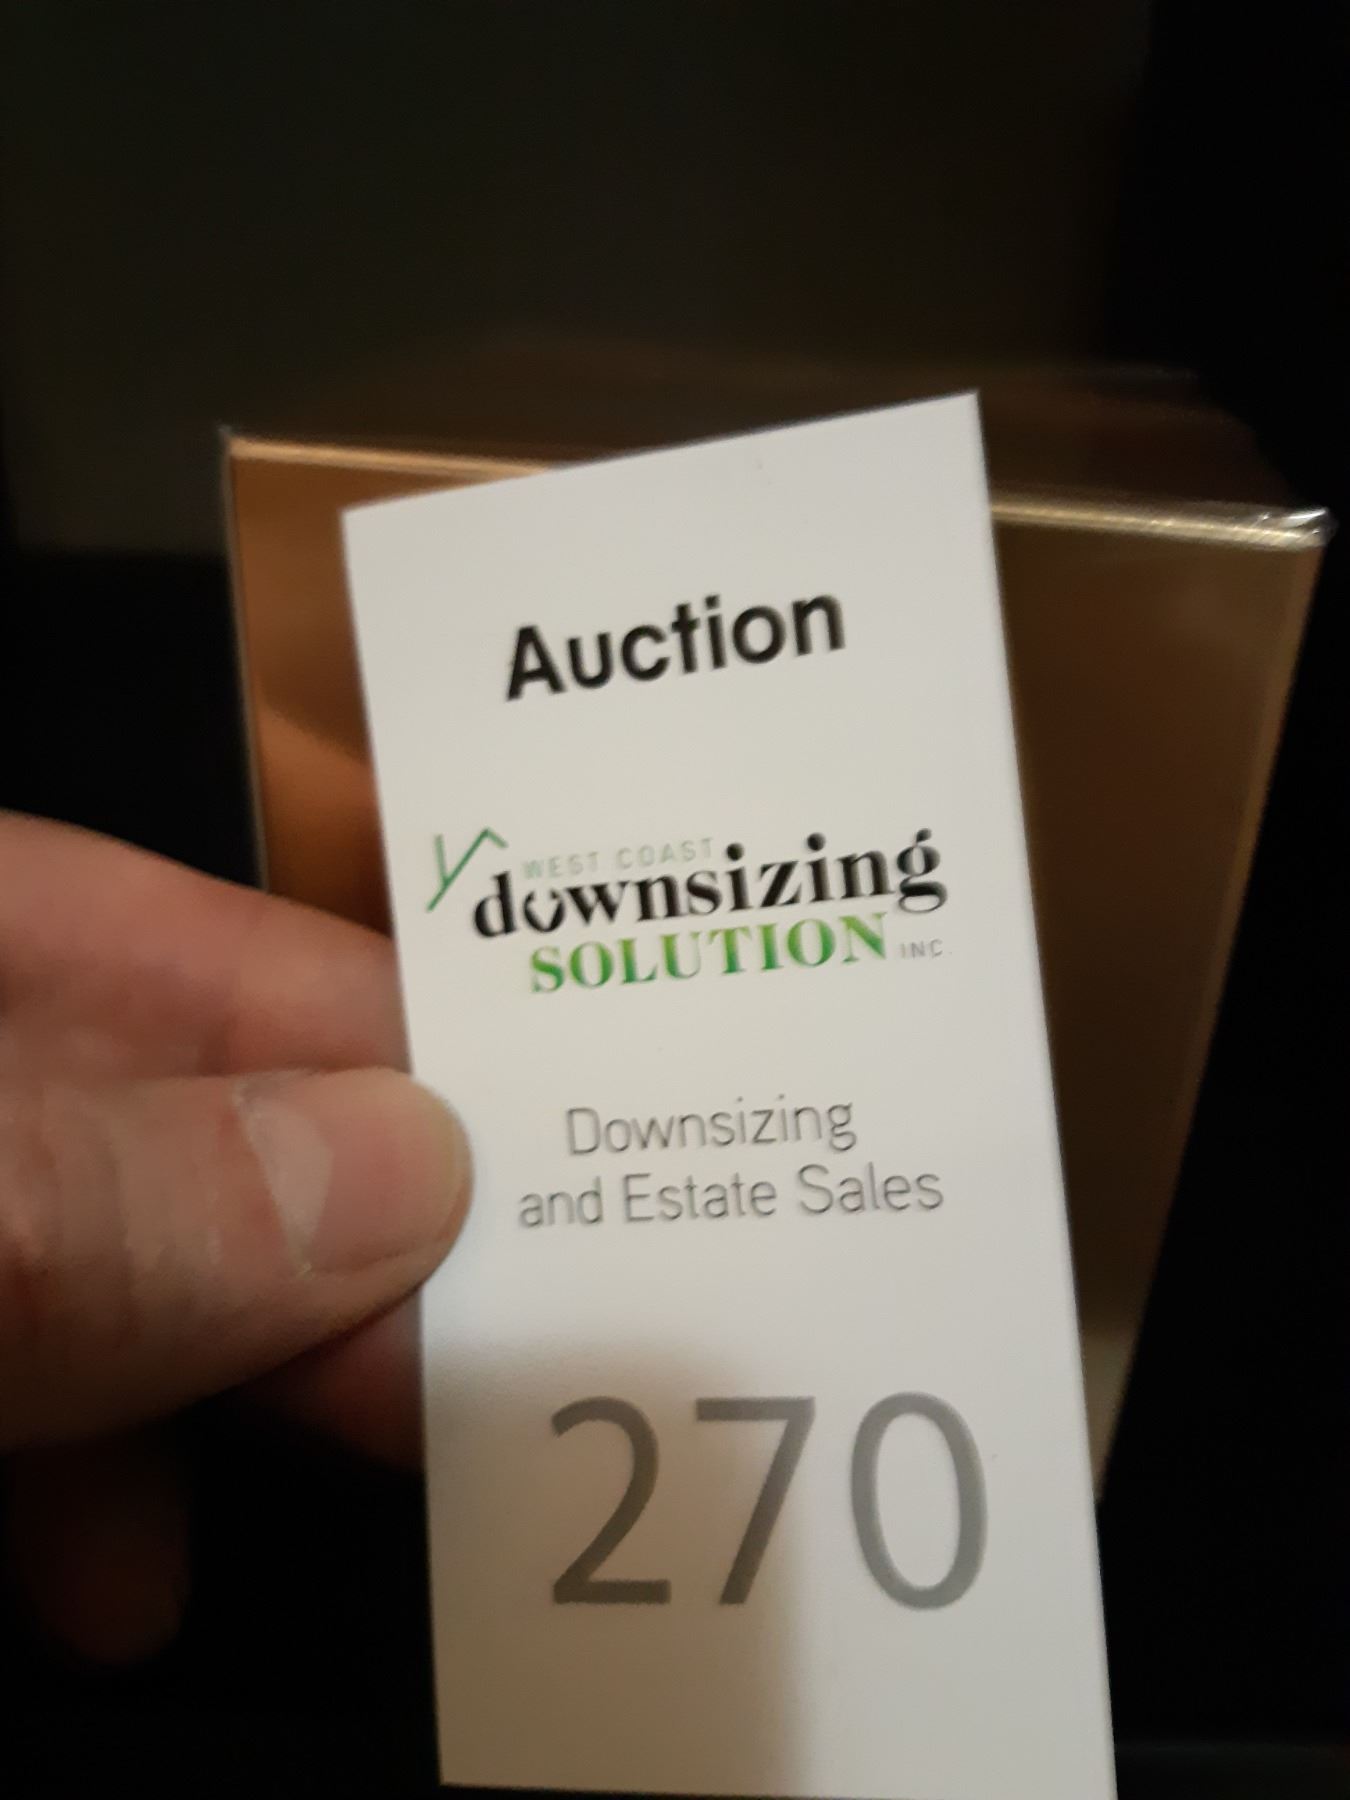 Auction
WEST COAST
downsizing
SOLUTION INC.
Downsizing
and Estate Sales
270